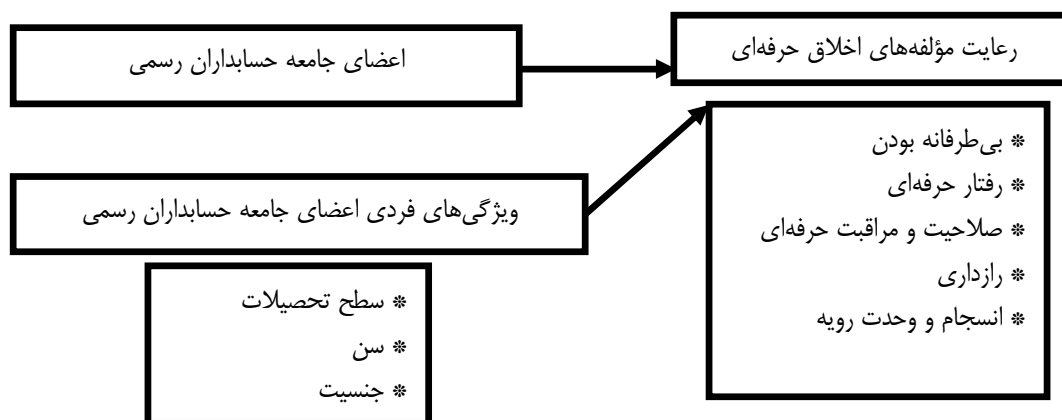 رعایت مؤلفه‌های اخلاق حرفه‌ای
اعضای جامعه حسابداران رسمی
* بی‌طرفانه بودن
* رفتار حرفه‌ای
* صلاحیت و مراقبت حرفه‌ای
* رازداری
* انسجام و وحدت رویه
ویژگی‌های فردی اعضای جامعه حسابداران رسمی
* سطح تحصیلات
* سن
* جنسیت